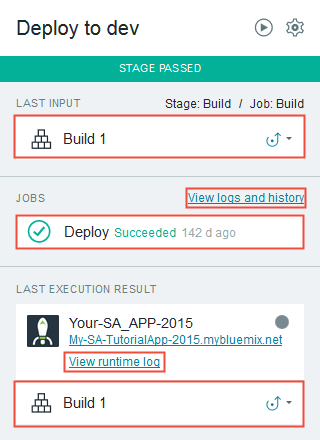 Deploy to dev
STAGE PASSED
LAST INPUT Stage: Build / Job: Build
Build 1
JOBS View logs and history
Deploy Succeeded 142 d ago
LAST EXECUTION RESULT
Your-SA_APP-2015
My-SA-TutorialApp-2015.mybluemix.net
View runtime log
Build 1